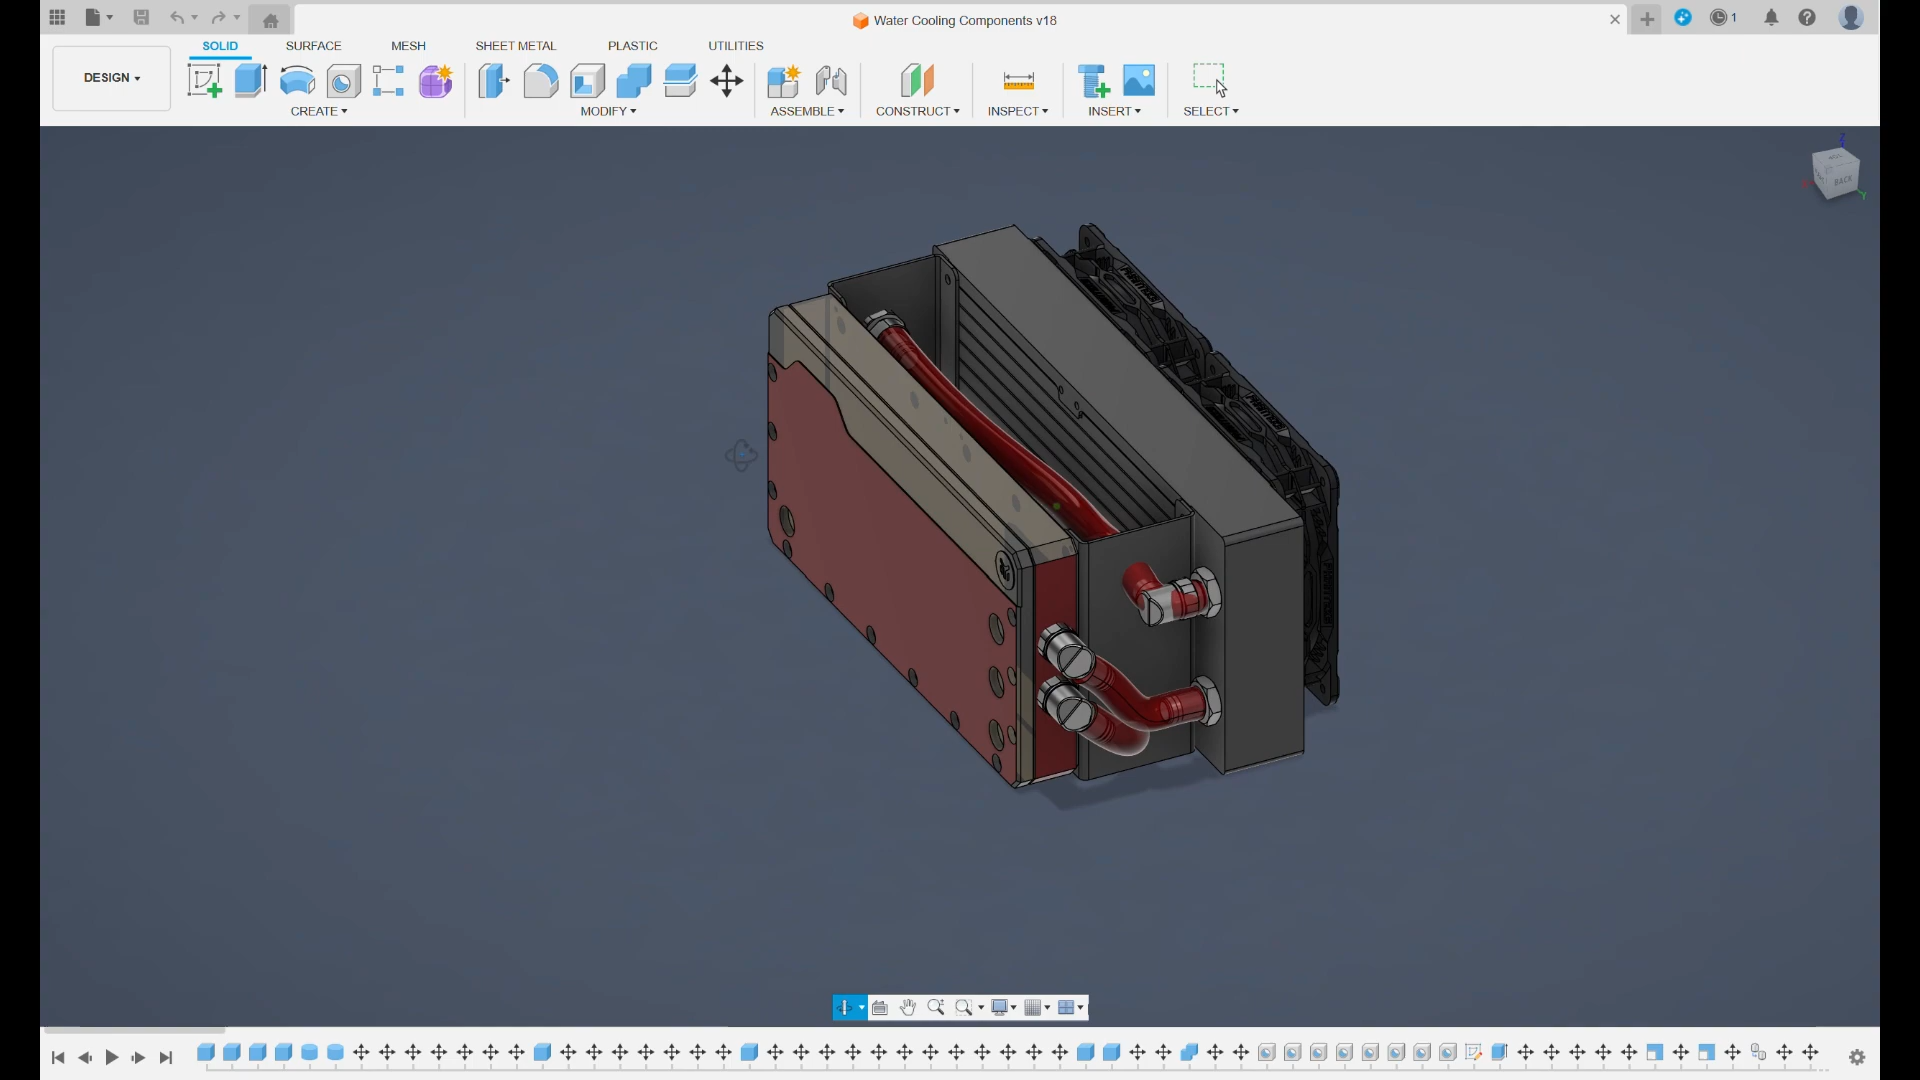 Water Cooling Components v18
1
SOLID
SURFACE
MESH
SHEET METAL
PLASTIC
UTILITIES
DESIGN
CREATE
MODIFY
ASSEMBLE
CONSTRUCT
INSPECT
INSERT
SELECT
Z
BACK
Y